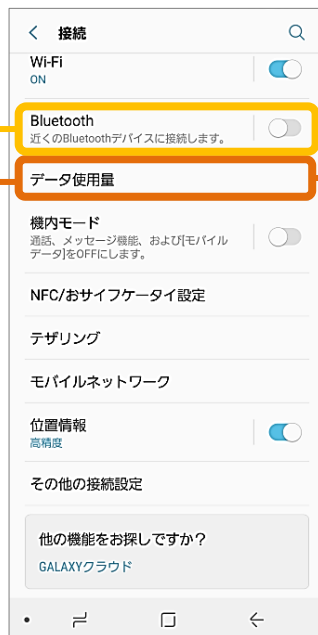 接続
Wi-Fi
ON
Bluetooth
近くのBluetoothデバイスに接続します。
データ使用量
機内モード
通話、メッセージ機能、および[モバイル
データ]をOFFにします。
NFC/おサイフケータイ設定
テザリング
モバイルネットワーク
位置情報
高精度
その他の接続設定
他の機能をお探しですか？
GALAXYクラウド